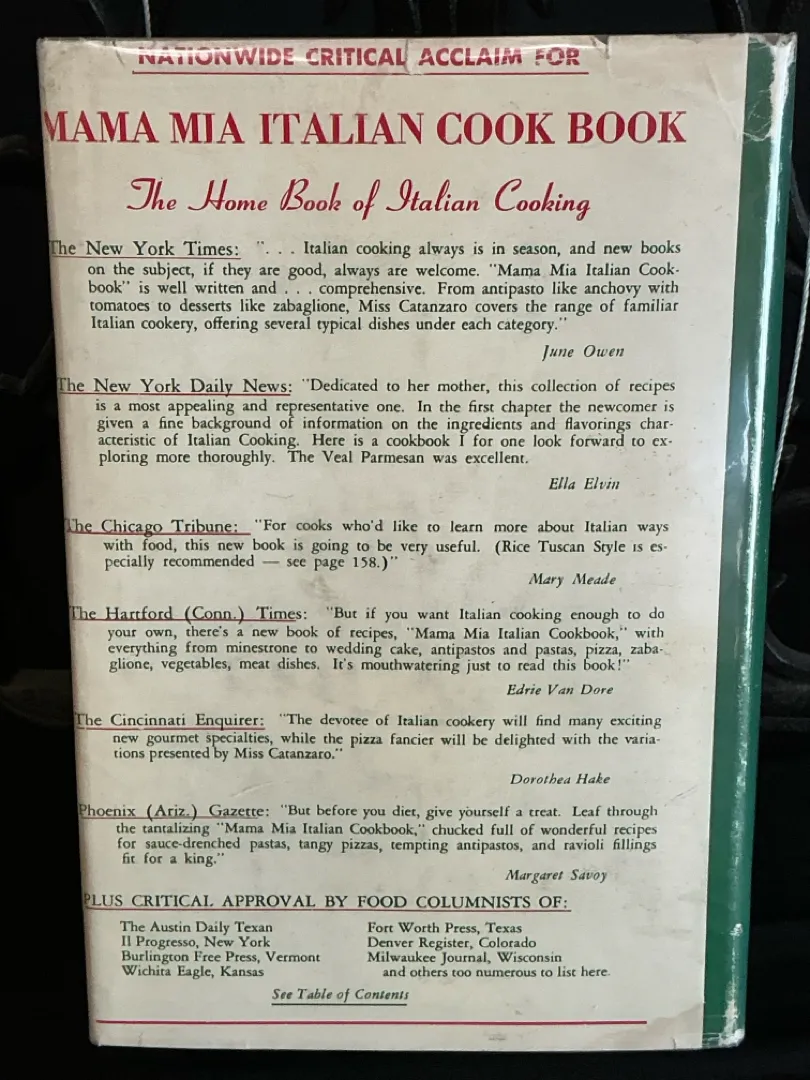 NATIONWIDE CRITICAL ACCLAIM FOR
MAMA MIA ITALIAN COOK BOOK
The Home Book of Italian Cooking
The New York Times: ". . . Italian cooking always is in season, and new books
on the subject, if they are good, always are welcome. "Mama Mia Italian Cook-
book" is well written and . . . comprehensive. From antipasto like anchovy with
tomatoes to desserts like zabaglione, Miss Catanzaro covers the range of familiar
Italian cookery, offering several typical dishes under each category."
June Owen
The New York Daily News: "Dedicated to her mother, this collection of recipes
is a most appealing and representative one. In the first chapter the newcomer is
given a fine background of information on the ingredients and flavorings char-
acteristic of Italian Cooking. Here is a cookbook I for one look forward to ex-
ploring more thoroughly. The Veal Parmesan was excellent.
Ella Elvin
The Chicago Tribune: "For cooks who'd like to learn more about Italian ways
with food, this new book is going to be very useful. (Rice Tuscan Style is es-
pecially recommended — see page 158.)"
Mary Meade
The Hartford (Conn.) Times: "But if you want Italian cooking enough to do
your own, there's a new book of recipes, "Mama Mia Italian Cookbook," with
everything from minestrone to wedding cake, antipastos and pastas, pizza, zaba-
glione, vegetables, meat dishes. It's mouthwatering just to read this book!"
Edrie Van Dore
The Cincinnati Enquirer: "The devotee of Italian cookery will find many exciting
new gourmet specialties, while the pizza fancier will be delighted with the varia-
tions presented by Miss Catanzaro."
Dorothea Hake
Phoenix (Ariz.) Gazette: "But before you diet, give yourself a treat. Leaf through
the tantalizing "Mama Mia Italian Cookbook," chucked full of wonderful recipes
for sauce-drenched pastas, tangy pizzas, tempting antipastos, and ravioli fillings
fit for a king."
Margaret Savoy
PLUS CRITICAL APPROVAL BY FOOD COLUMNISTS OF:
The Austin Daily Texan
Il Progresso, New York
Burlington Free Press, Vermont
Wichita Eagle, Kansas
Fort Worth Press, Texas
Denver Register, Colorado
Milwaukee Journal, Wisconsin
and others too numerous to list here.
See Table of Contents